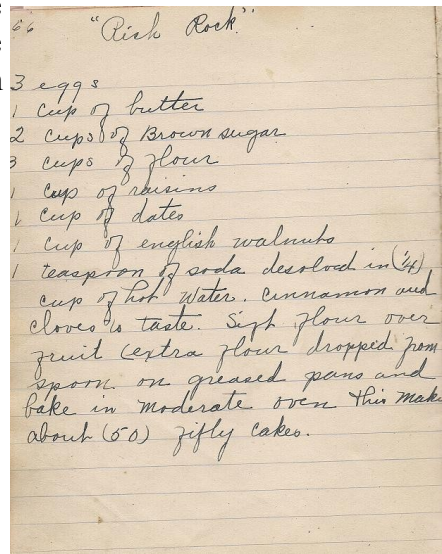 66 "Rich Rock".
3 eggs
1 cup of butter
2 cups of Brown sugar
3 cups of flour
1 cup of raisins
1 cup of dates
1 cup of english walnuts
1 teaspoon of soda desolved in (1/4)
cup of hot water. Cinnamon and
cloves to taste. Sift flour over
fruit (extra flour dropped from
spoon on greased pans and
bake in moderate oven this make
about (50) fifty cakes.